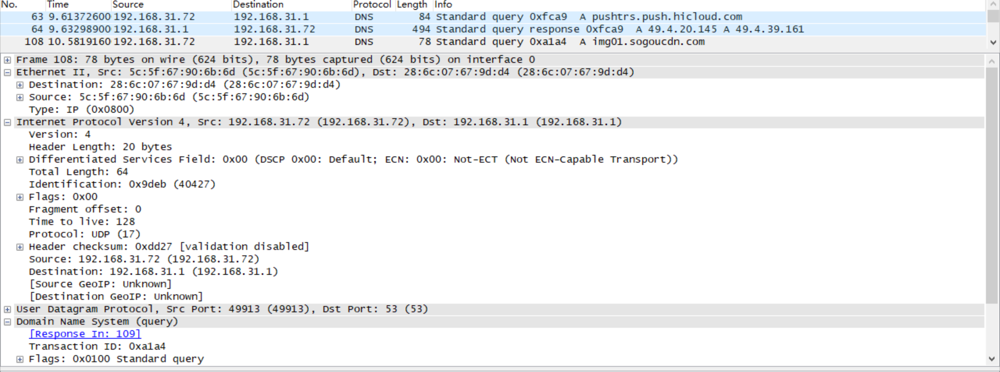 No. Time Source Destination Protocol Length Info
63 9.61372600 192.168.31.72 192.168.31.1 DNS 84 Standard query 0xfca9 A pushtrs.push.hicloud.com
64 9.63298900 192.168.31.1 192.168.31.72 DNS 494 Standard query response 0xfca9 A 49.4.20.145 A 49.4.39.161
108 10.5819160 192.168.31.72 192.168.31.1 DNS 78 Standard query 0xa1a4 A img01.sogoucdn.com
Frame 108: 78 bytes on wire (624 bits), 78 bytes captured (624 bits) on interface 0
Ethernet II, Src: 5c:5f:67:90:6b:6d (5c:5f:67:90:6b:6d), Dst: 28:6c:07:67:9d:d4 (28:6c:07:67:9d:d4)
Destination: 28:6c:07:67:9d:d4 (28:6c:07:67:9d:d4)
Source: 5c:5f:67:90:6b:6d (5c:5f:67:90:6b:6d)
Type: IP (0x0800)
Internet Protocol Version 4, Src: 192.168.31.72 (192.168.31.72), Dst: 192.168.31.1 (192.168.31.1)
Version: 4
Header Length: 20 bytes
Differentiated Services Field: 0x00 (DSCP 0x00: Default; ECN: 0x00: Not-ECT (Not ECN-Capable Transport))
Total Length: 64
Identification: 0x9deb (40427)
Flags: 0x00
Fragment offset: 0
Time to live: 128
Protocol: UDP (17)
Header checksum: 0xdd27 [validation disabled]
Source: 192.168.31.72 (192.168.31.72)
Destination: 192.168.31.1 (192.168.31.1)
[Source GeoIP: Unknown]
[Destination GeoIP: Unknown]
User Datagram Protocol, Src Port: 49913 (49913), Dst Port: 53 (53)
Domain Name System (query)
[Response In: 109]
Transaction ID: 0xa1a4
Flags: 0x0100 Standard query